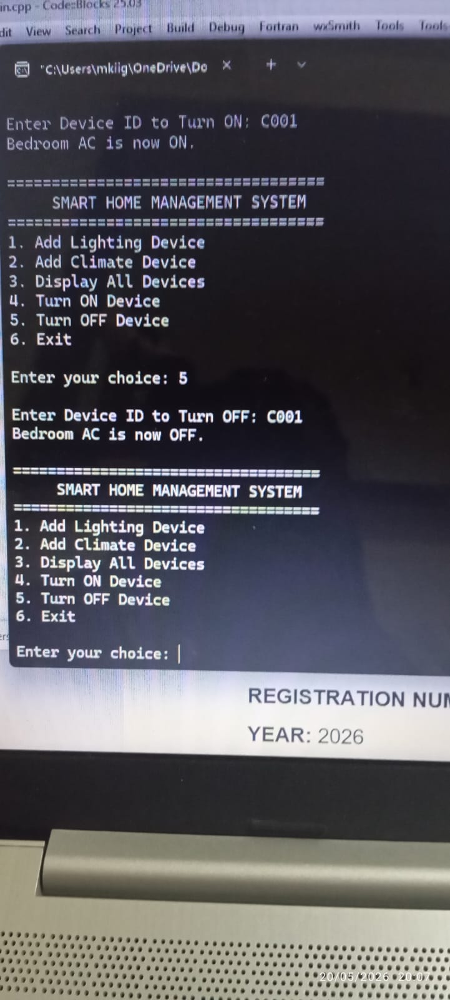 in.cpp - Code::Blocks 25.03
dit View Search Project Build Debug Fortran wxSmith Tools Tools
"C:\Users\mkiig\OneDrive\Do × +
Enter Device ID to Turn ON: C001
Bedroom AC is now ON.
===================================
SMART HOME MANAGEMENT SYSTEM
===================================
1. Add Lighting Device
2. Add Climate Device
3. Display All Devices
4. Turn ON Device
5. Turn OFF Device
6. Exit
Enter your choice: 5
Enter Device ID to Turn OFF: C001
Bedroom AC is now OFF.
===================================
SMART HOME MANAGEMENT SYSTEM
===================================
1. Add Lighting Device
2. Add Climate Device
3. Display All Devices
4. Turn ON Device
5. Turn OFF Device
6. Exit
ers
Enter your choice:
REGISTRATION NUM
YEAR: 2026
20/05/2026 20:07